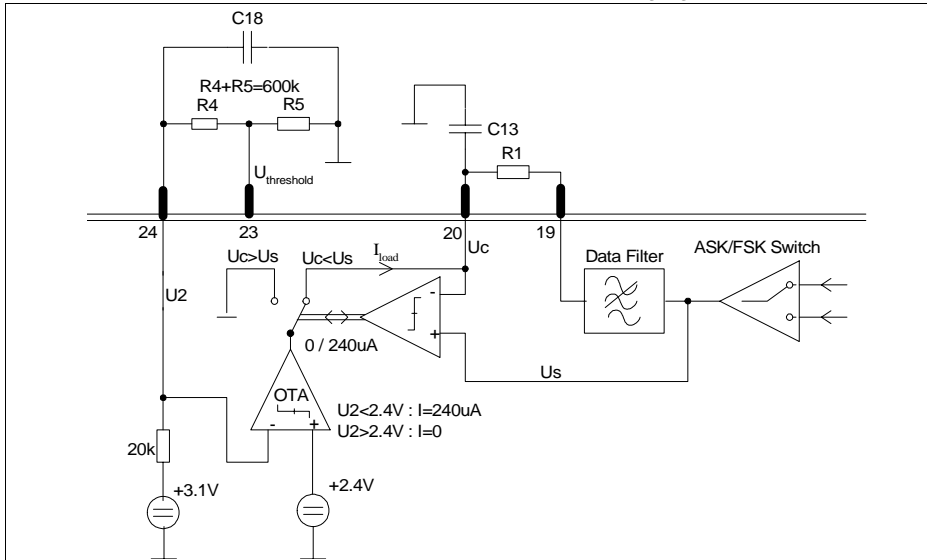 C18
R4+R5=600k
R4
R5
C13
R1
Uthreshold
24
23
20
19
Uc>Us
Uc<Us
Iload
Uc
ASK/FSK Switch
Data Filter
U2
-
+
0 / 240uA
Us
OTA
U2<2.4V : I=240uA
U2>2.4V : I=0
-
+
20k
+3.1V
+2.4V